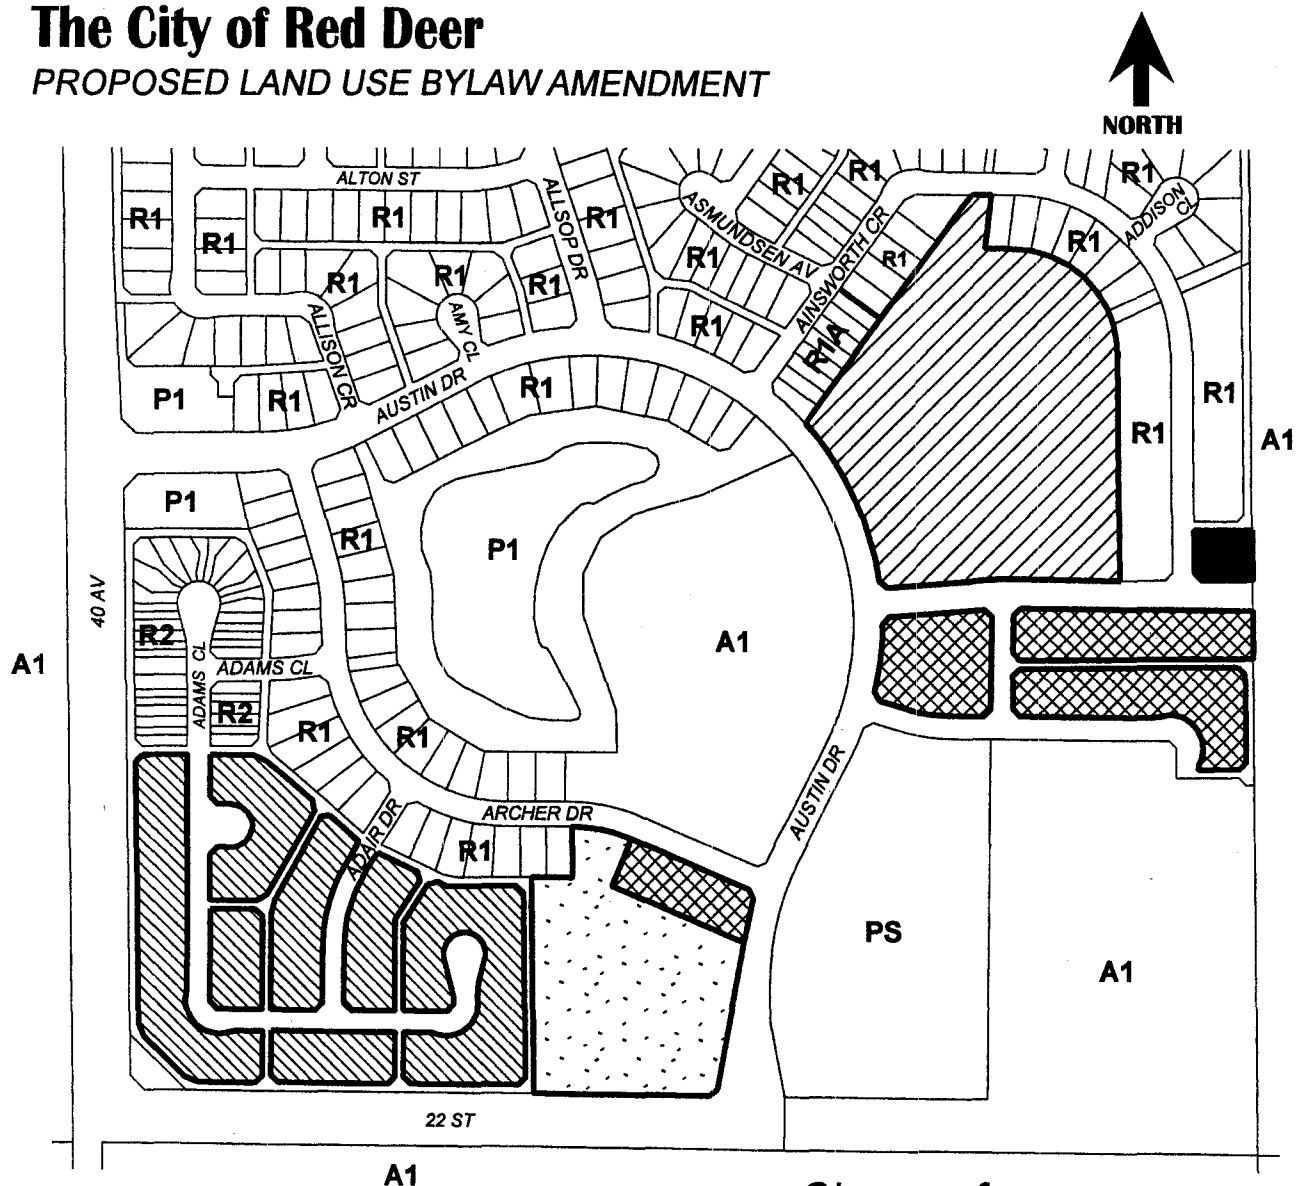 The City of Red Deer
PROPOSED LAND USE BYLAW AMENDMENT
NORTH
ALTON ST
R1
R1
R1
ALLSOP DR
R1
R1
R1
R1
ADDISON CL
ASMUNDSEN AV
R1
R1
R1
R1
R1
R1
AINSWORTH CR
R1
R1A
ALLISON CR
AMY CL
AUSTIN DR
R1
P1
R1
R1
R1
A1
P1
R1
P1
40 AV
R2
A1
ADAMS CL
ADAMS CL
R2
A1
R1
R1
AUSTIN DR
ARCHER DR
ADAIR DR
R1
PS
A1
22 ST
A1